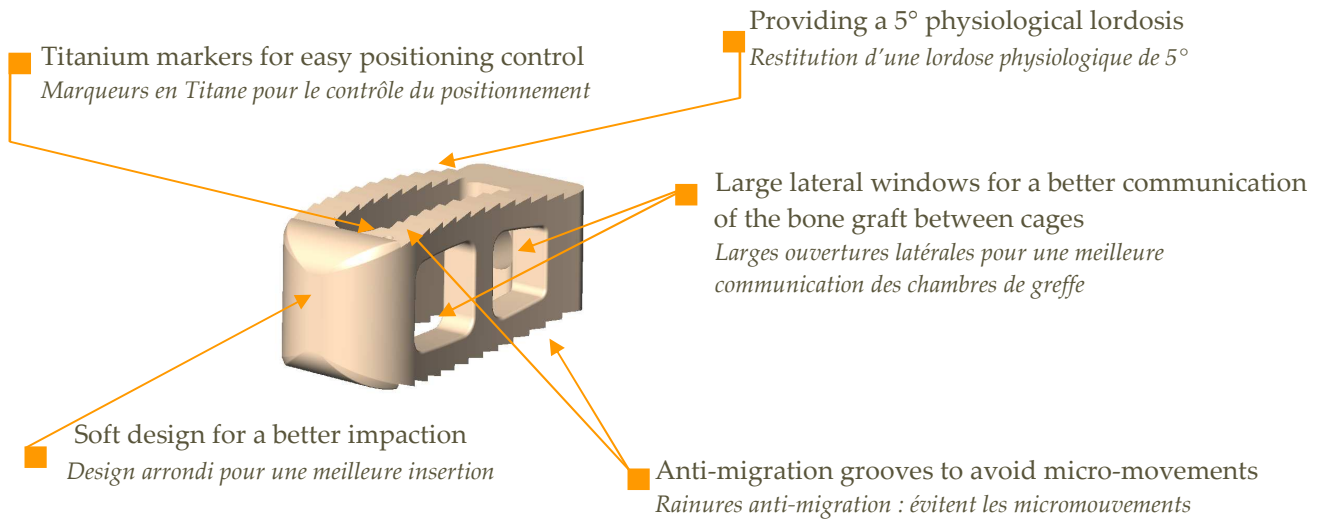 Titanium markers for easy positioning control
Marqueurs en Titane pour le contrôle du positionnement
Providing a 5° physiological lordosis
Restitution d’une lordose physiologique de 5°
Large lateral windows for a better communication
of the bone graft between cages
Larges ouvertures latérales pour une meilleure
communication des chambres de greffe
Soft design for a better impaction
Design arrondi pour une meilleure insertion
Anti-migration grooves to avoid micro-movements
Rainures anti-migration : évitent les micromouvements